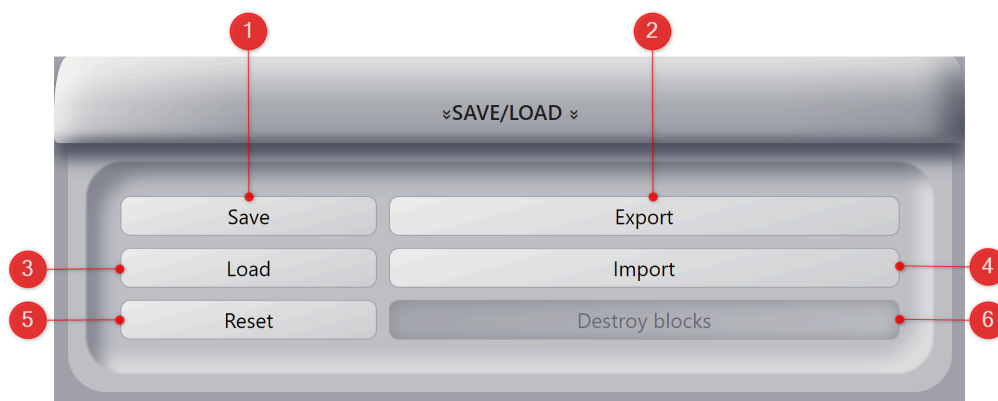 1
2
»SAVE/LOAD »
Save
Export
3
Load
Import
4
5
Reset
Destroy blocks
6